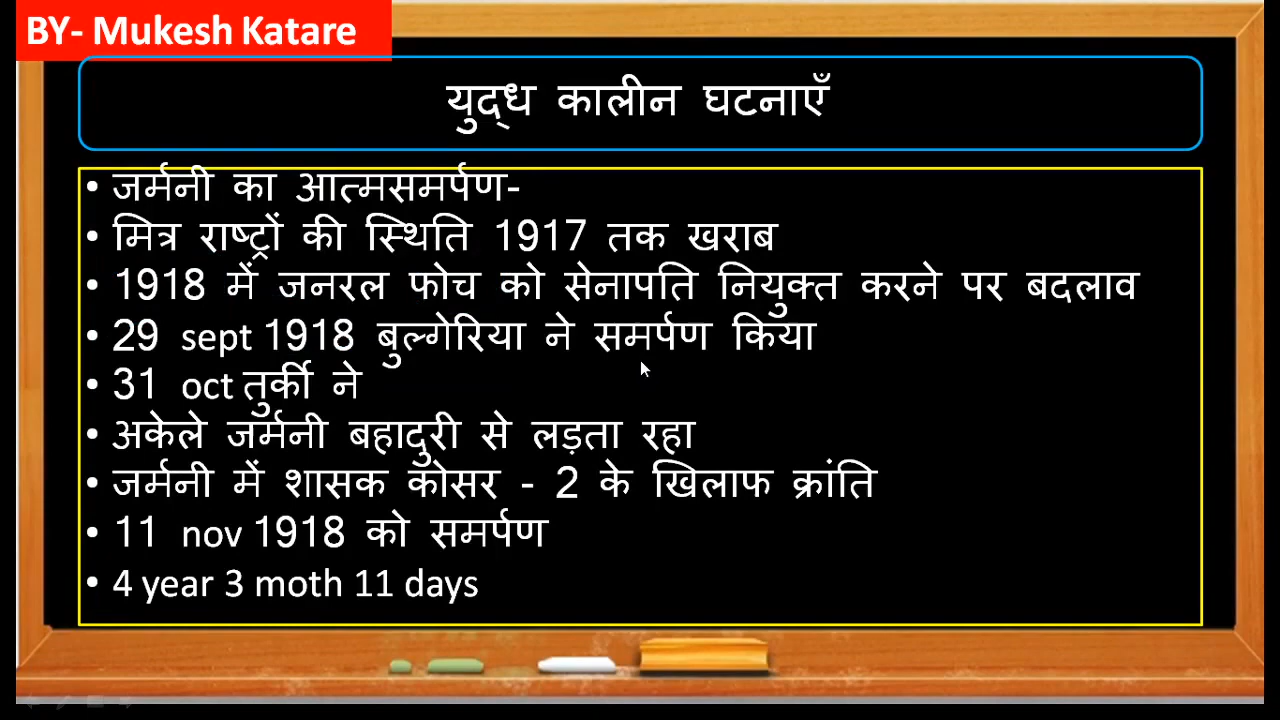 BY- Mukesh Katare
युद्ध कालीन घटनाएँ
• जर्मनी का आत्मसमर्पण-
• मित्र राष्ट्रों की स्थिति 1917 तक खराब
• 1918 में जनरल फोच को सेनापति नियुक्त करने पर बदलाव
• 29 sept 1918 बुल्गेरिया ने समर्पण किया
• 31 oct तुर्की ने
• अकेले जर्मनी बहादुरी से लड़ता रहा
• जर्मनी में शासक कोसर - 2 के खिलाफ क्रांति
• 11 nov 1918 को समर्पण
• 4 year 3 moth 11 days